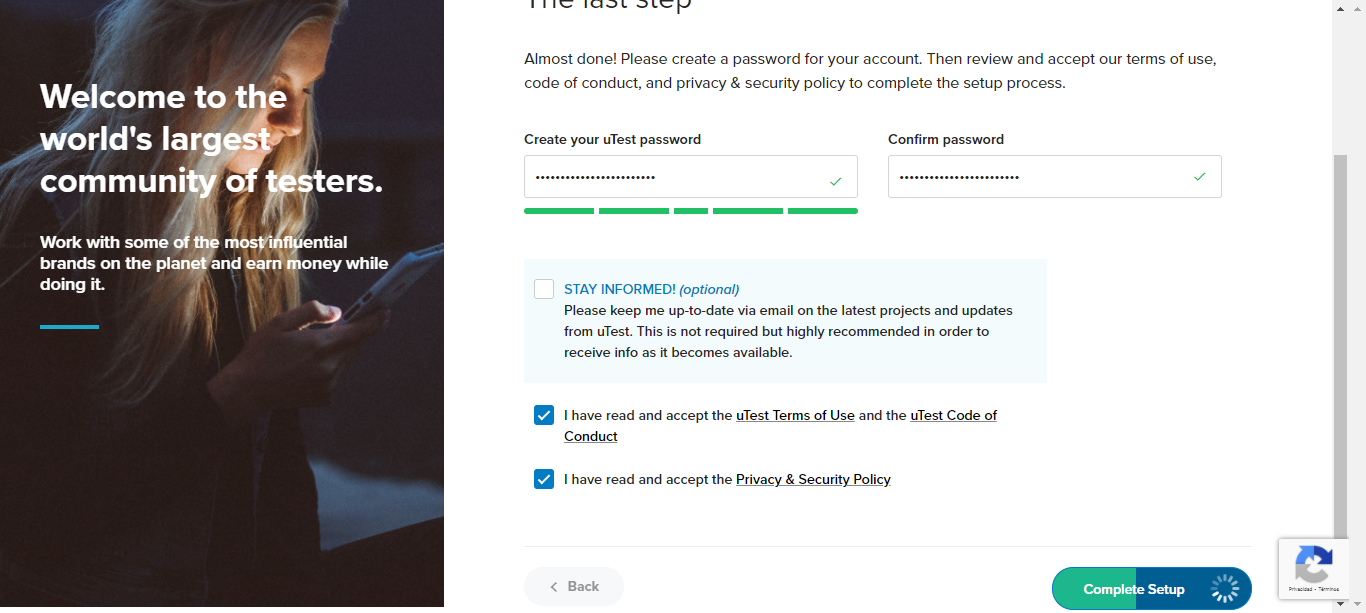 The last step
Welcome to the
world's largest
community of testers.
Work with some of the most influential
brands on the planet and earn money while
doing it.
Almost done! Please create a password for your account. Then review and accept our terms of use,
code of conduct, and privacy & security policy to complete the setup process.
Create your uTest password
Confirm password
••••••••••••••••••••••••
••••••••••••••••••••••••
STAY INFORMED! (optional)
Please keep me up-to-date via email on the latest projects and updates
from uTest. This is not required but highly recommended in order to
receive info as it becomes available.
I have read and accept the uTest Terms of Use and the uTest Code of
Conduct
I have read and accept the Privacy & Security Policy
Back
Complete Setup
Privacidad - Términos